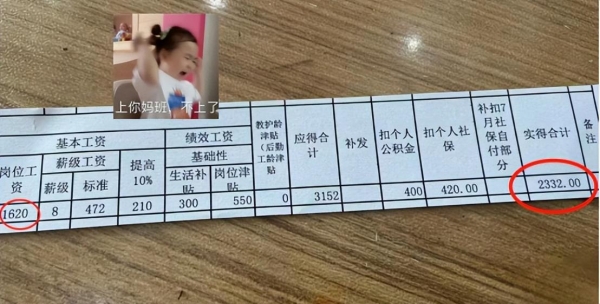 上你妈班 不上了
基本工资
绩效工资
教护龄
津贴
(后勤
工龄津
贴
应得合
计
补发
扣个人
公积金
扣个人社
保
补扣7
月社
保自
付部
分
实得合计
备
注
岗位工
资
薪级工资
提高
10%
基础性
薪级
标准
生活补
贴
岗位津
贴
1620
8
472
210
300
550
0
3152
400
420.00
2332.00